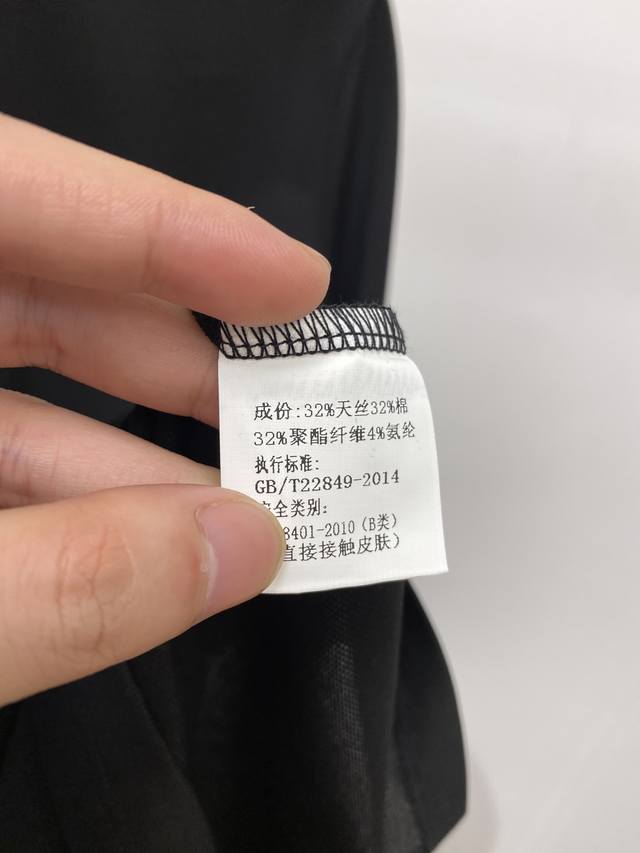 成份:32%天丝32%棉
32%聚酯纤维4%氨纶
执行标准:
GB/T22849-2014
全类别:
8401-2010(B类)
直接接触皮肤)